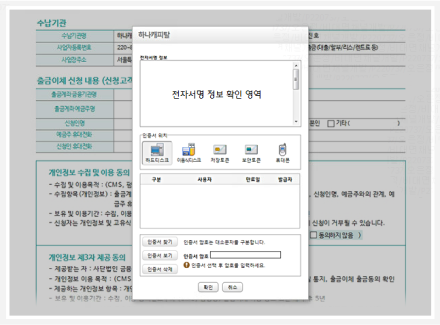 수납기관
수납기관명
하나캐피탈
사업자등록번호
220-
금(대출/할부/리스/렌트료 등)
사업장주소
서울특
출금이체 신청 내용 (신청고객
출금계좌금융기관명
출금계좌예금주명
신청인명
본인 기타 ( )
예금주 휴대전화
신청인 휴대전화
하나캐피탈
전자서명 정보
전자서명 정보 확인 영역
인증서 위치
하드디스크 이동식디스크 저장토큰 보안토큰 휴대폰
구분 사용자 만료일 발급자
인증서 찾기 인증서 암호는 대소문자를 구분합니다.
인증서 보기 인증서 암호
인증서 삭제 인증서 선택 후 암호를 입력하세요.
확인 취소
개인정보 수집 및 이용 동의
- 수집 및 이용목적 : (CMS, 펌
- 수집항목(개인정보) : 출금계 , 신청인명, 예금주와의 관계, 예
금주 휴
- 보유 및 이용기간 : 수집, 이용
- 신청자는 개인정보 및 고유식 신청이 거부될 수 있습니다.
동의하지 않음 )
개인정보 제3자 제공 동의
- 제공받는 자 : 사단법인 금융
- 개인정보 이용 목적 : (CMS 및 통지, 출금이체 출금동의 확인
- 제공하는 개인정보 항목 : 개인
- 보유 및 이용기간 : 수집, 이 5년